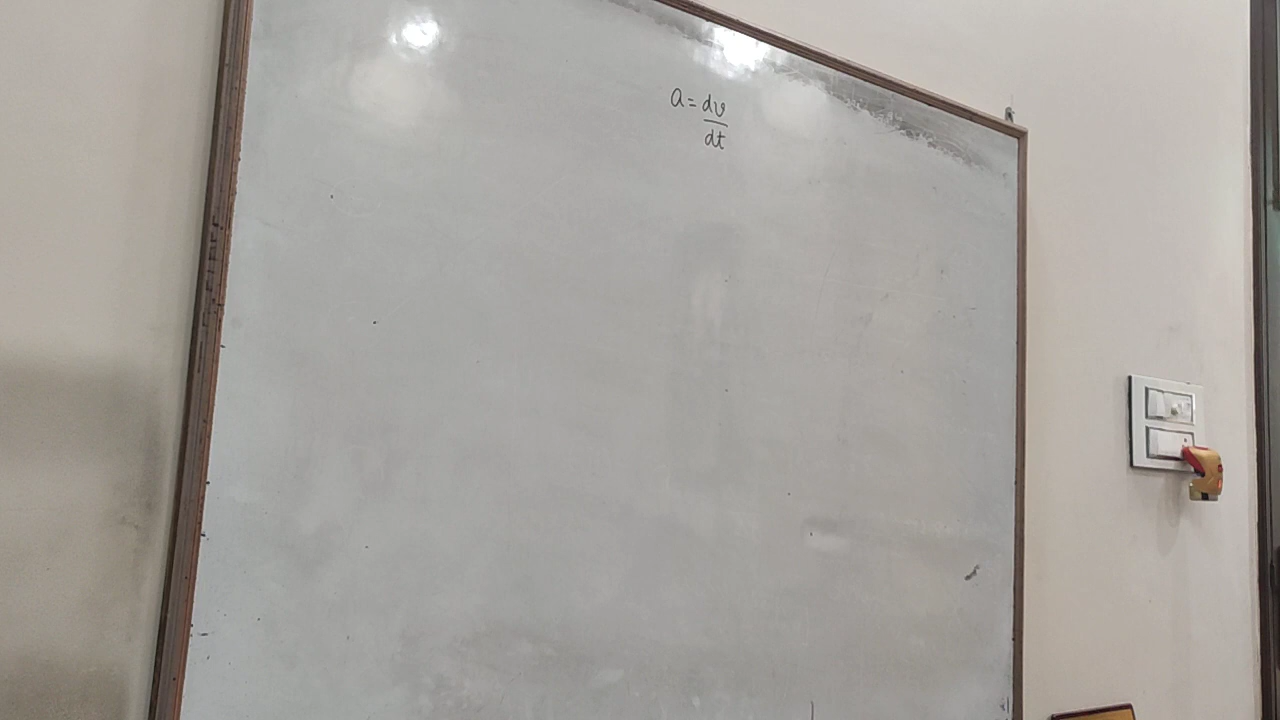 a = dv/dt